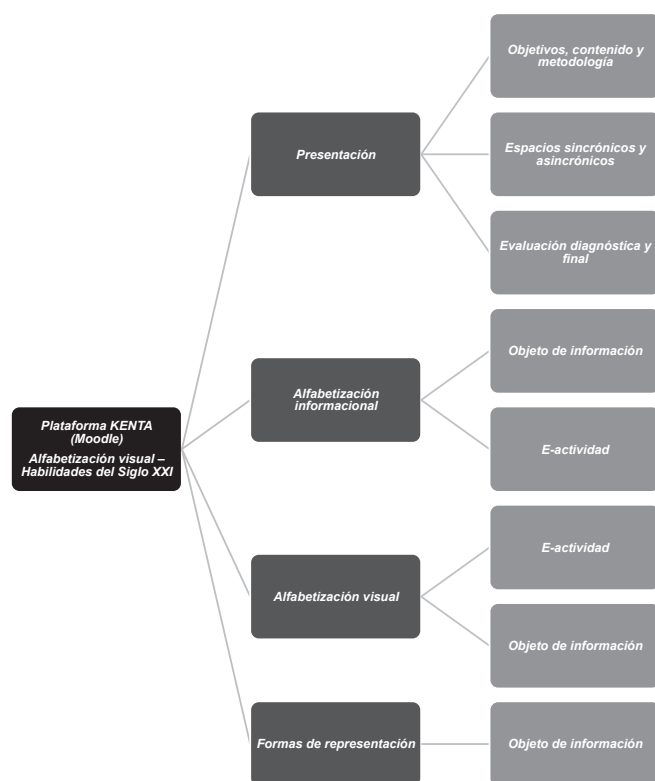 Plataforma KENTA
(Moodle)
Alfabetización visual –
Habilidades del Siglo XXI
Presentación
Objetivos, contenido y
metodología
Espacios sincrónicos y
asincrónicos
Evaluación diagnóstica y
final
Alfabetización
informacional
Objeto de información
E-actividad
Alfabetización visual
E-actividad
Objeto de información
Formas de representación
Objeto de información